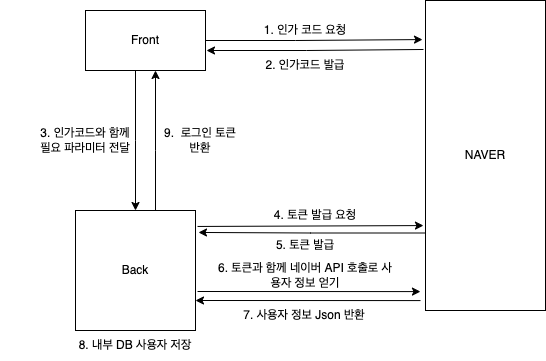 Front
1. 인가 코드 요청
2. 인가코드 발급
3. 인가코드와 함께
필요 파라미터 전달
9. 로그인 토큰
반환
NAVER
4. 토큰 발급 요청
5. 토큰 발급
Back
6. 토큰과 함께 네이버 API 호출로 사
용자 정보 얻기
7. 사용자 정보 Json 반환
8. 내부 DB 사용자 저장